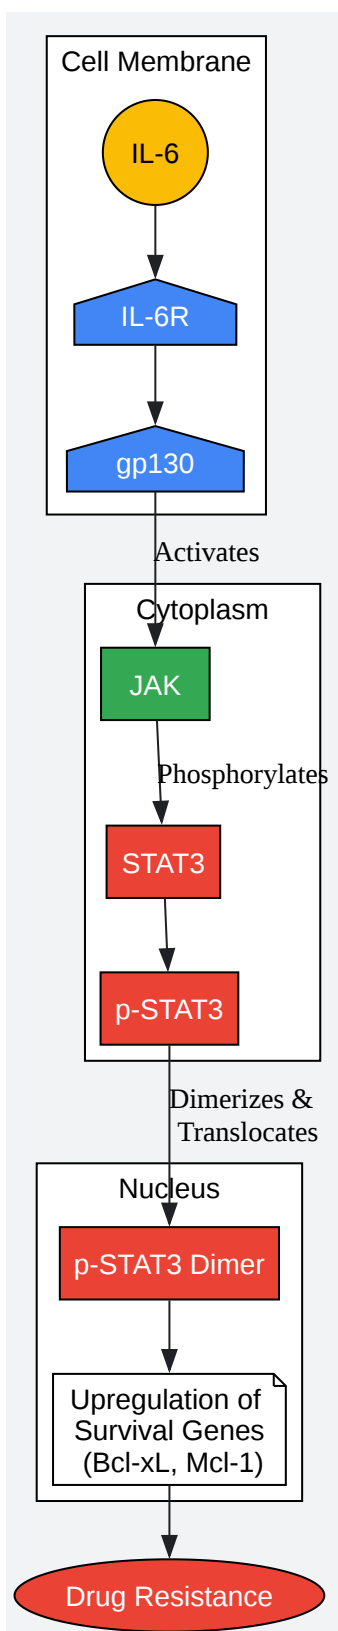 Cell Membrane
IL-6
IL-6R
gp130
Activates
Cytoplasm
JAK
Phosphorylates
STAT3
p-STAT3
Dimerizes &
Translocates
Nucleus
p-STAT3 Dimer
Upregulation of
Survival Genes
(Bcl-xL, Mcl-1)
Drug Resistance